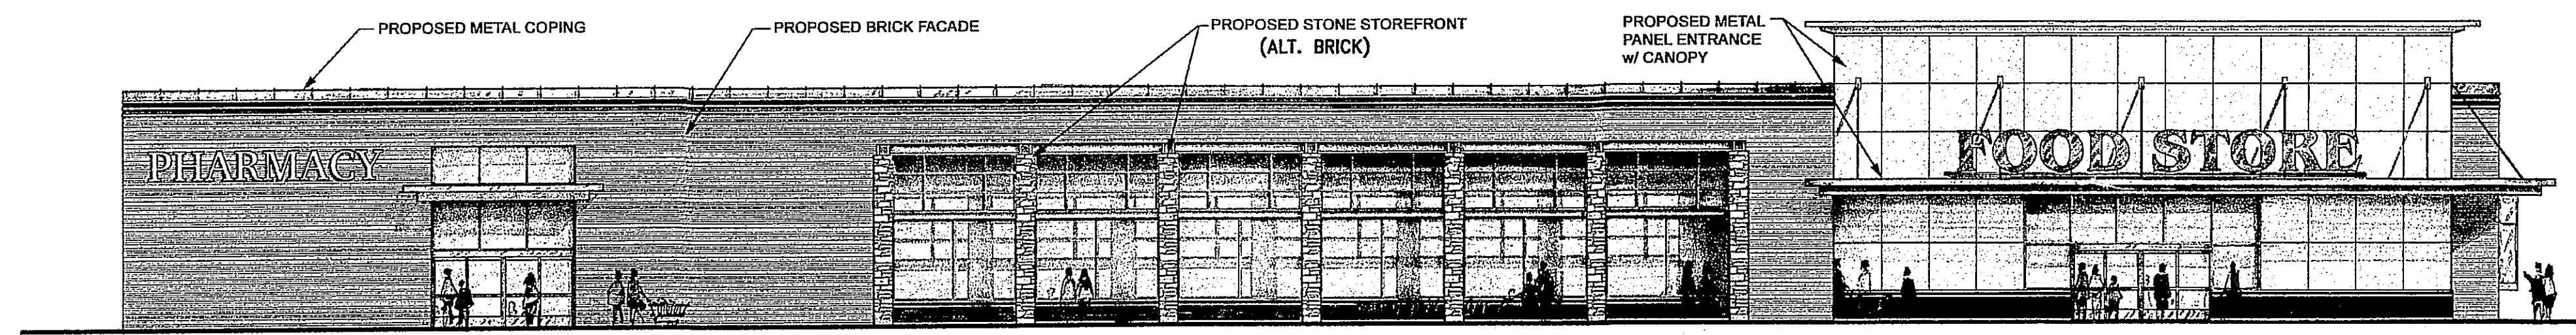 PROPOSED METAL COPING
PROPOSED BRICK FACADE
PROPOSED STONE STOREFRONT
(ALT. BRICK)
PROPOSED METAL
PANEL ENTRANCE
w/ CANOPY
PHARMACY
FOOD STORE